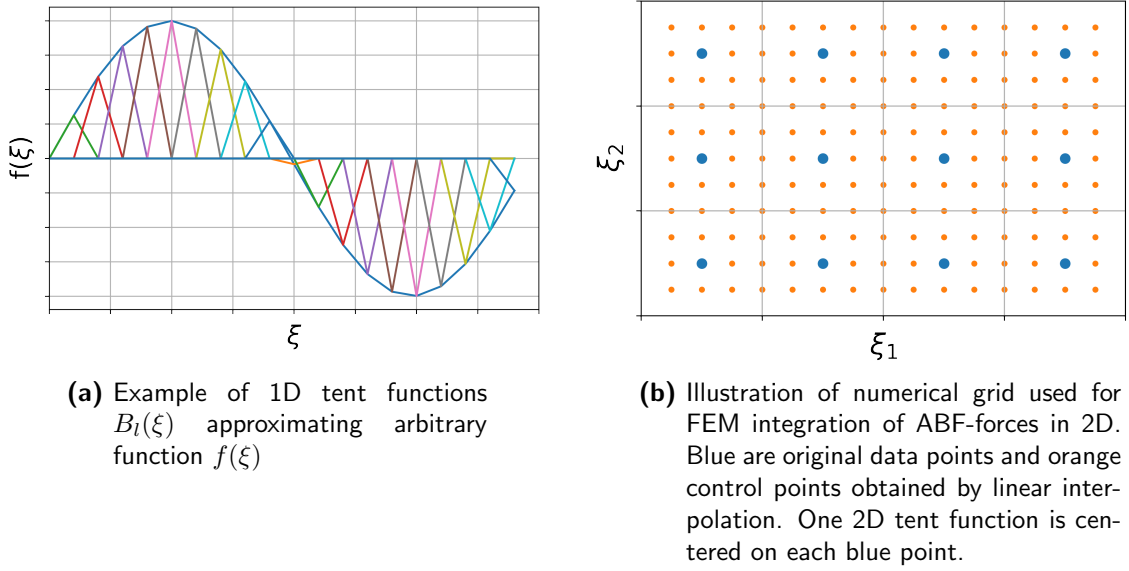 f(ξ)
ξ
(a) Example of 1D tent functions
B_l(ξ) approximating arbitrary
function f(ξ)
ξ₂
ξ₁
(b) Illustration of numerical grid used for
FEM integration of ABF-forces in 2D.
Blue are original data points and orange
control points obtained by linear inter-
polation. One 2D tent function is cen-
tered on each blue point.